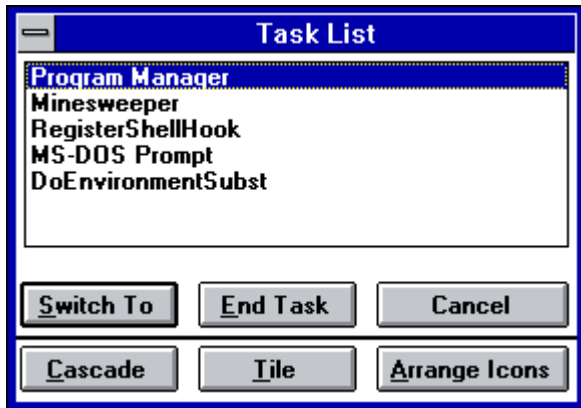 Task List
Program Manager
Minesweeper
RegisterShellHook
MS-DOS Prompt
DoEnvironmentSubst
Switch To End Task Cancel
Cascade Tile Arrange Icons